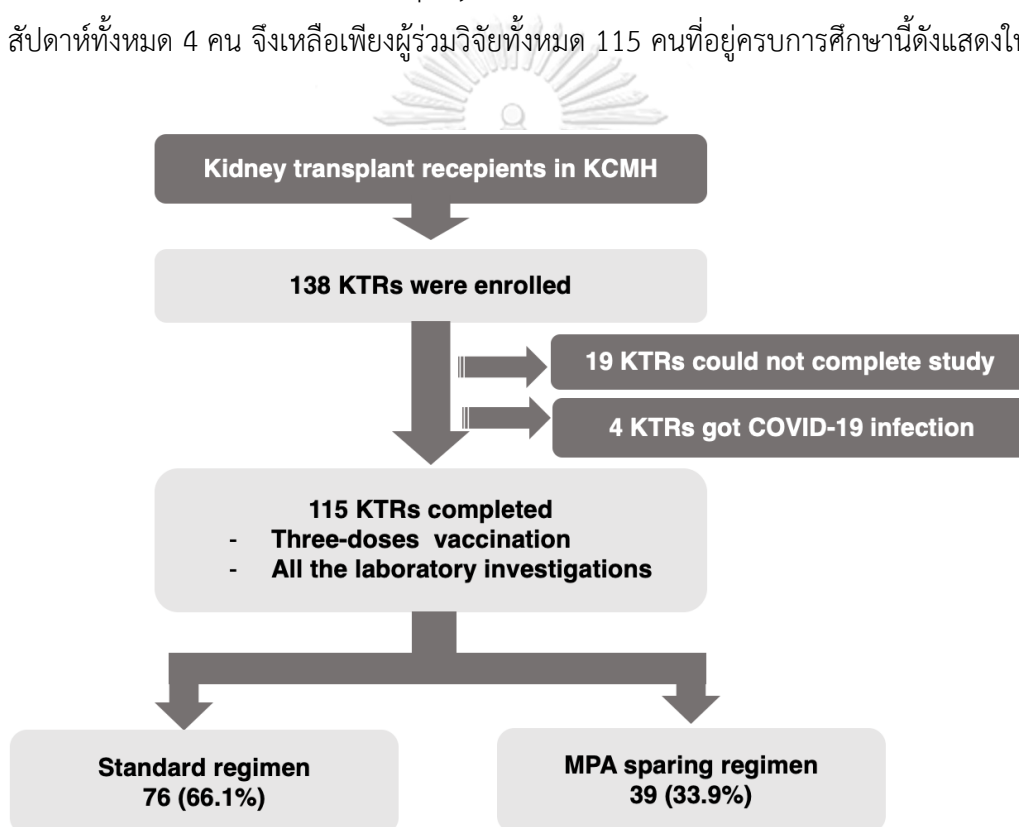 สัปดาห์ทั้งหมด 4 คน จึงเหลือเพียงผู้ร่วมวิจัยทั้งหมด 115 คนที่อยู่ครบการศึกษานี้ดังแสดงใน
Kidney transplant recepients in KCMH
138 KTRs were enrolled
19 KTRs could not complete study
4 KTRs got COVID-19 infection
115 KTRs completed
- Three-doses vaccination
- All the laboratory investigations
Standard regimen
76 (66.1%)
MPA sparing regimen
39 (33.9%)